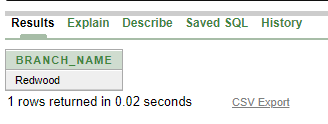 Results Explain Describe Saved SQL History
BRANCH_NAME
Redwood
1 rows returned in 0.02 seconds CSV Export